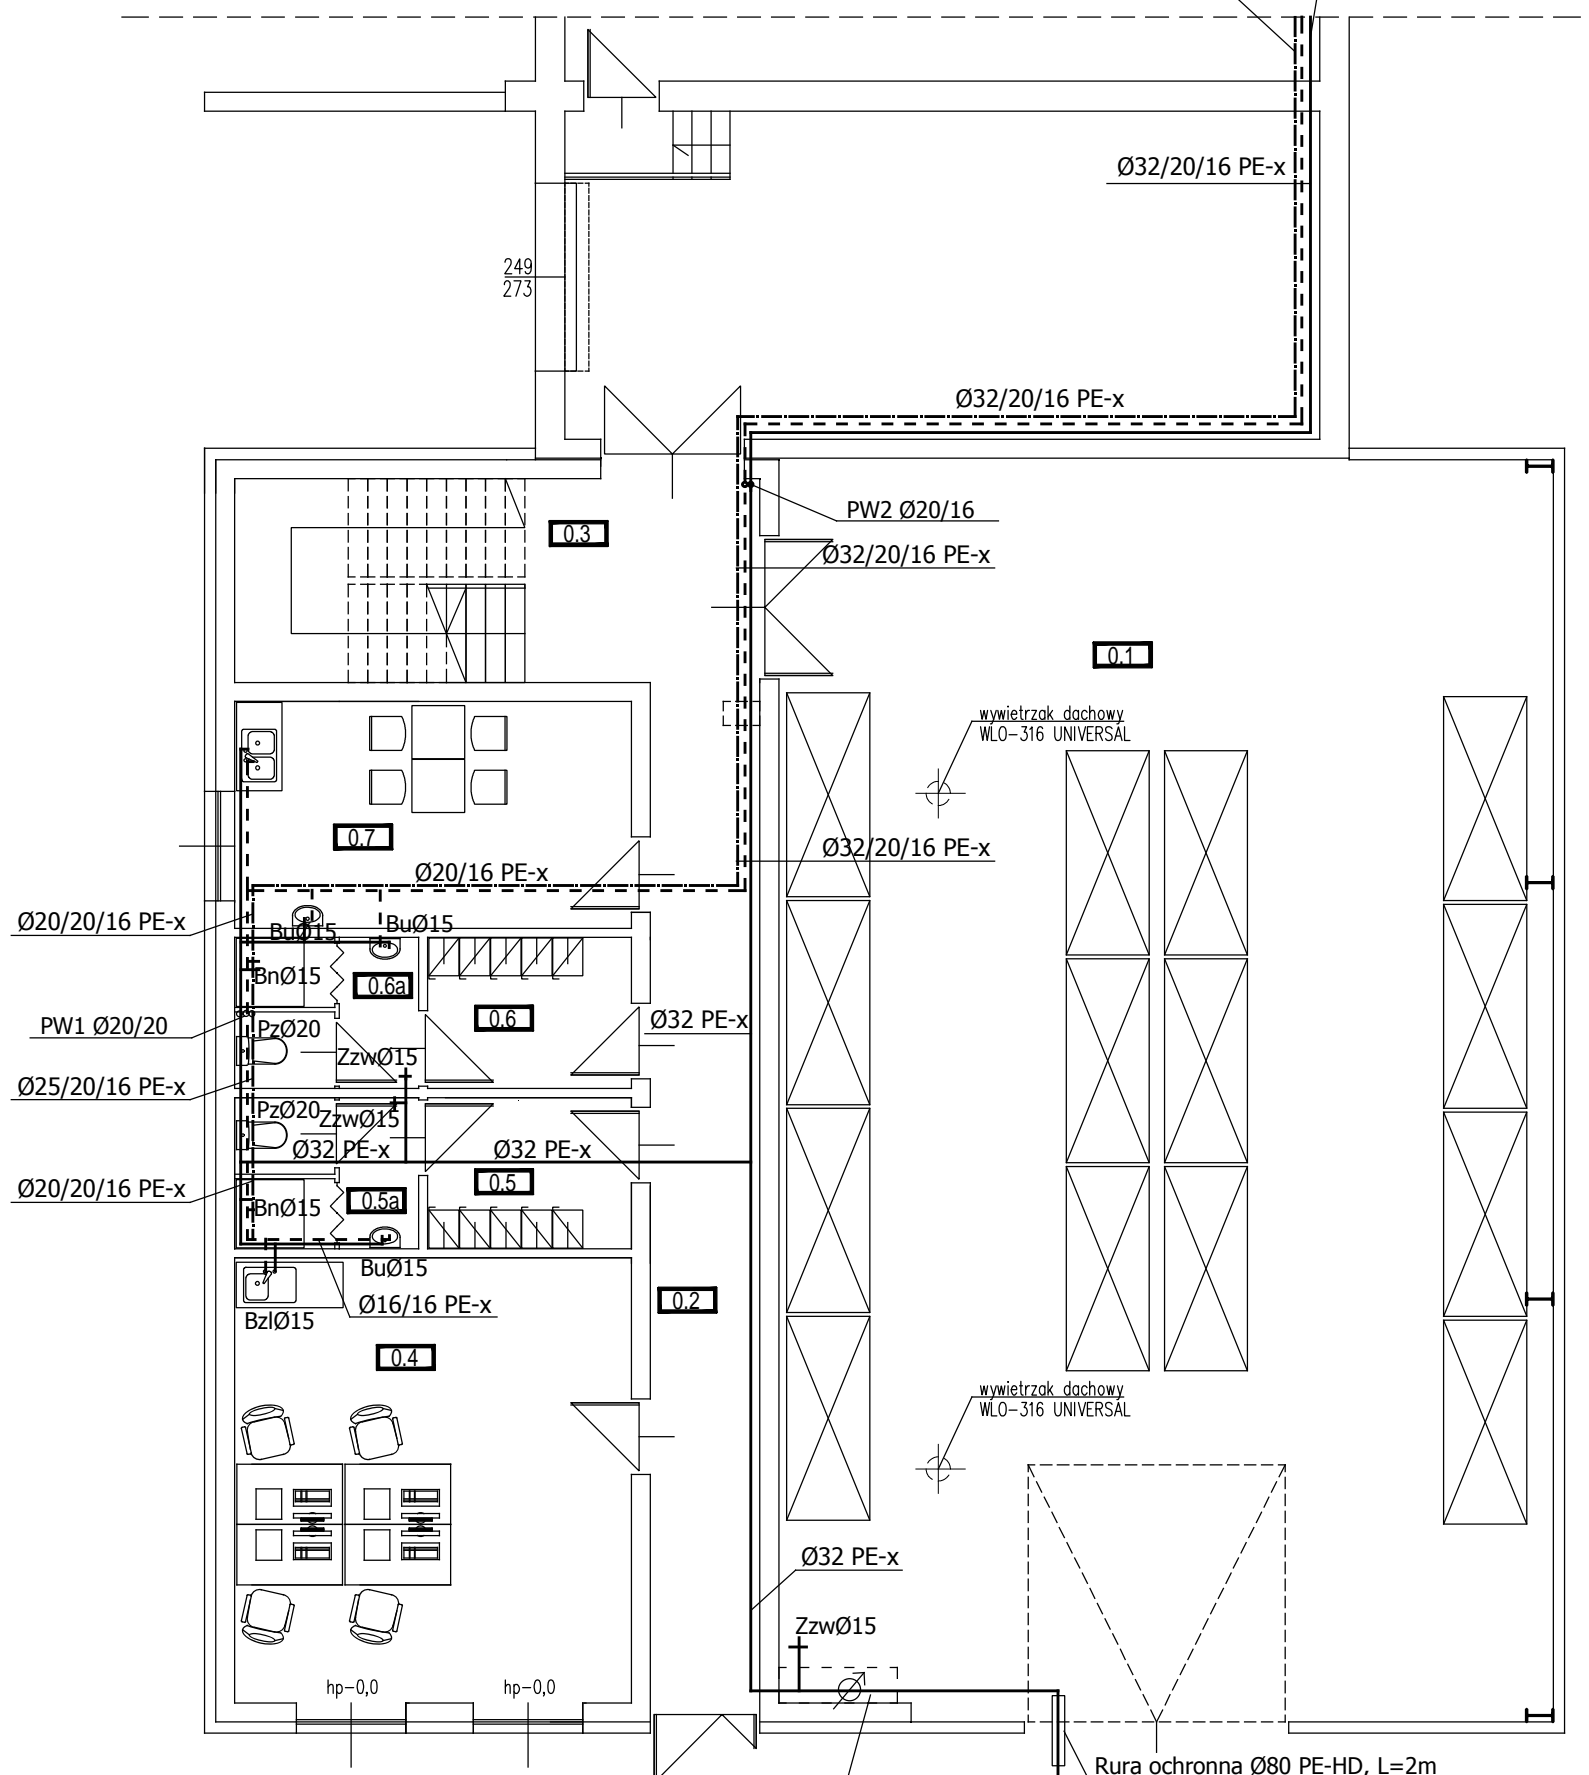 Ø32/20/16 PE-x
249
273
Ø32/20/16 PE-x
PW2 Ø20/16
0.3
Ø32/20/16 PE-x
0.1
wywietrzak dachowy
WLO-316 UNIVERSAL
0.7
Ø32/20/16 PE-x
Ø20/16 PE-x
Ø20/20/16 PE-x
BuØ15
BuØ15
BnØ15
0.6a
0.6
Ø32 PE-x
PW1 Ø20/20
PzØ20
ZzwØ15
Ø25/20/16 PE-x
PzØ20
ZzwØ15
Ø32 PE-x
Ø32 PE-x
Ø20/20/16 PE-x
0.5
BnØ15
0.5a
BuØ15
0.2
Ø16/16 PE-x
BzlØ15
0.4
wywietrzak dachowy
WLO-316 UNIVERSAL
Ø32 PE-x
ZzwØ15
hp-0,0
hp-0,0
Rura ochronna Ø80 PE-HD, L=2m